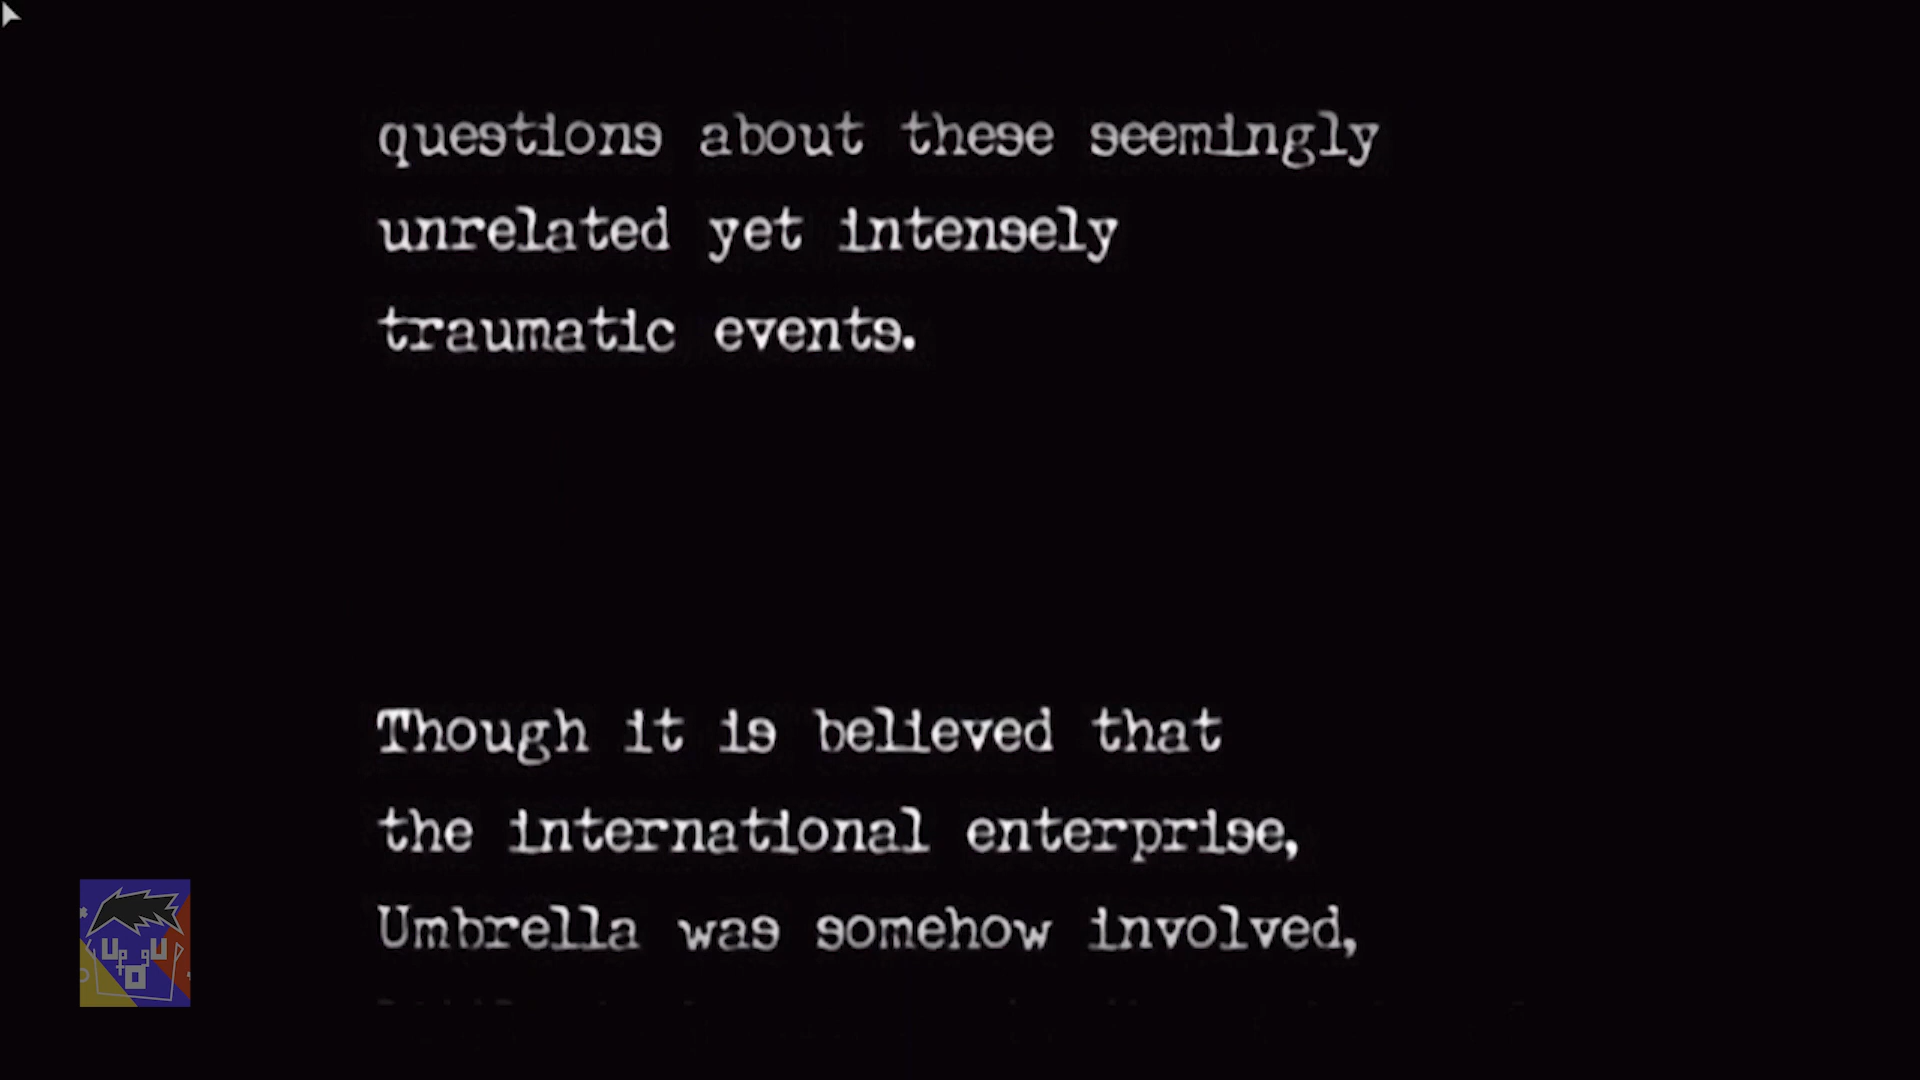 questions about these seemingly
unrelated yet intensely
traumatic events.
Though it is believed that
the international enterprise,
Umbrella was somehow involved,